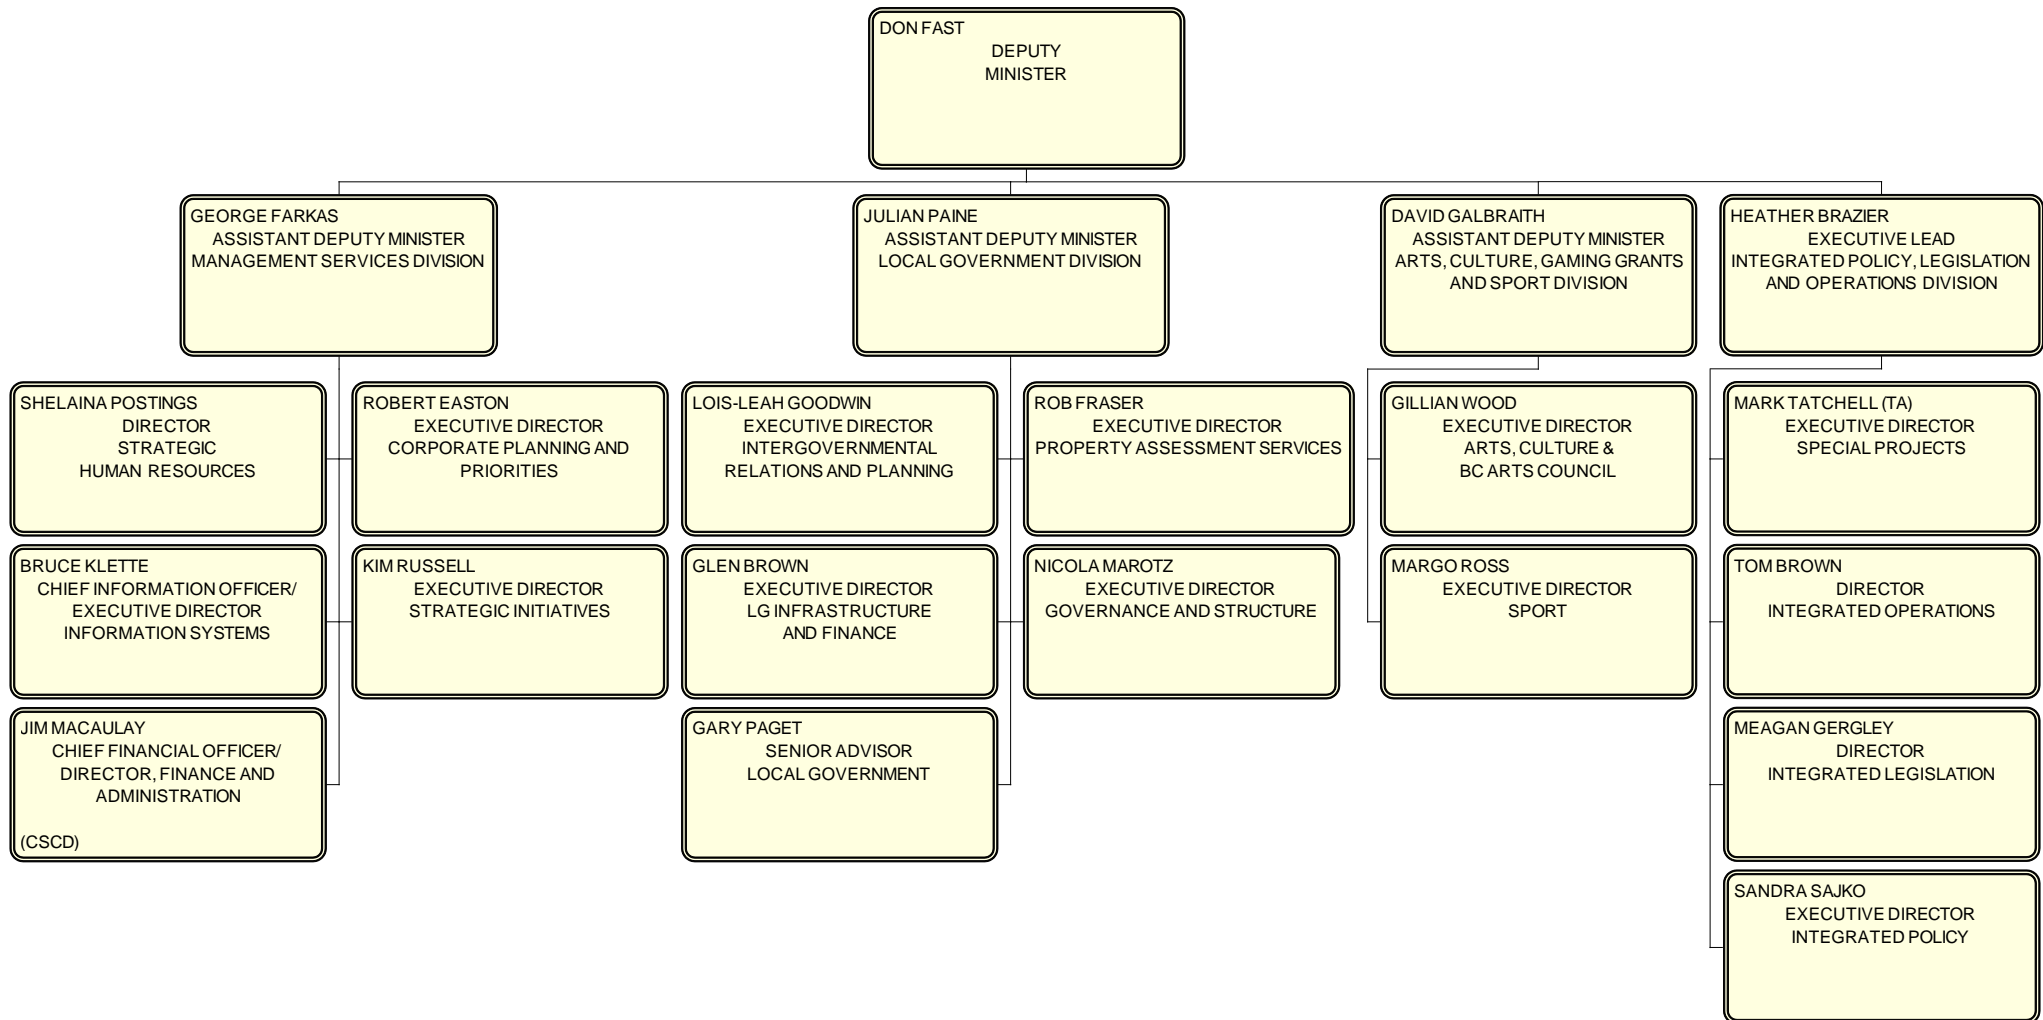 DON FAST
DEPUTY
MINISTER
GEORGE FARKAS
ASSISTANT DEPUTY MINISTER
MANAGEMENT SERVICES DIVISION
JULIAN PAINE
ASSISTANT DEPUTY MINISTER
LOCAL GOVERNMENT DIVISION
DAVID GALBRAITH
ASSISTANT DEPUTY MINISTER
ARTS, CULTURE, GAMING GRANTS
AND SPORT DIVISION
HEATHER BRAZIER
EXECUTIVE LEAD
INTEGRATED POLICY, LEGISLATION
AND OPERATIONS DIVISION
SHELAINA POSTINGS
DIRECTOR
STRATEGIC
HUMAN RESOURCES
ROBERT EASTON
EXECUTIVE DIRECTOR
CORPORATE PLANNING AND
PRIORITIES
LOIS-LEAH GOODWIN
EXECUTIVE DIRECTOR
INTERGOVERNMENTAL
RELATIONS AND PLANNING
ROB FRASER
EXECUTIVE DIRECTOR
PROPERTY ASSESSMENT SERVICES
GILLIAN WOOD
EXECUTIVE DIRECTOR
ARTS, CULTURE &
BC ARTS COUNCIL
MARK TATCHELL (TA)
EXECUTIVE DIRECTOR
SPECIAL PROJECTS
BRUCE KLETTE
CHIEF INFORMATION OFFICER/
EXECUTIVE DIRECTOR
INFORMATION SYSTEMS
KIM RUSSELL
EXECUTIVE DIRECTOR
STRATEGIC INITIATIVES
GLEN BROWN
EXECUTIVE DIRECTOR
LG INFRASTRUCTURE
AND FINANCE
NICOLA MAROTZ
EXECUTIVE DIRECTOR
GOVERNANCE AND STRUCTURE
MARGO ROSS
EXECUTIVE DIRECTOR
SPORT
TOM BROWN
DIRECTOR
INTEGRATED OPERATIONS
JIM MACAULAY
CHIEF FINANCIAL OFFICER/
DIRECTOR, FINANCE AND
ADMINISTRATION
(CSCD)
GARY PAGET
SENIOR ADVISOR
LOCAL GOVERNMENT
MEAGAN GERGLEY
DIRECTOR
INTEGRATED LEGISLATION
SANDRA SAJKO
EXECUTIVE DIRECTOR
INTEGRATED POLICY